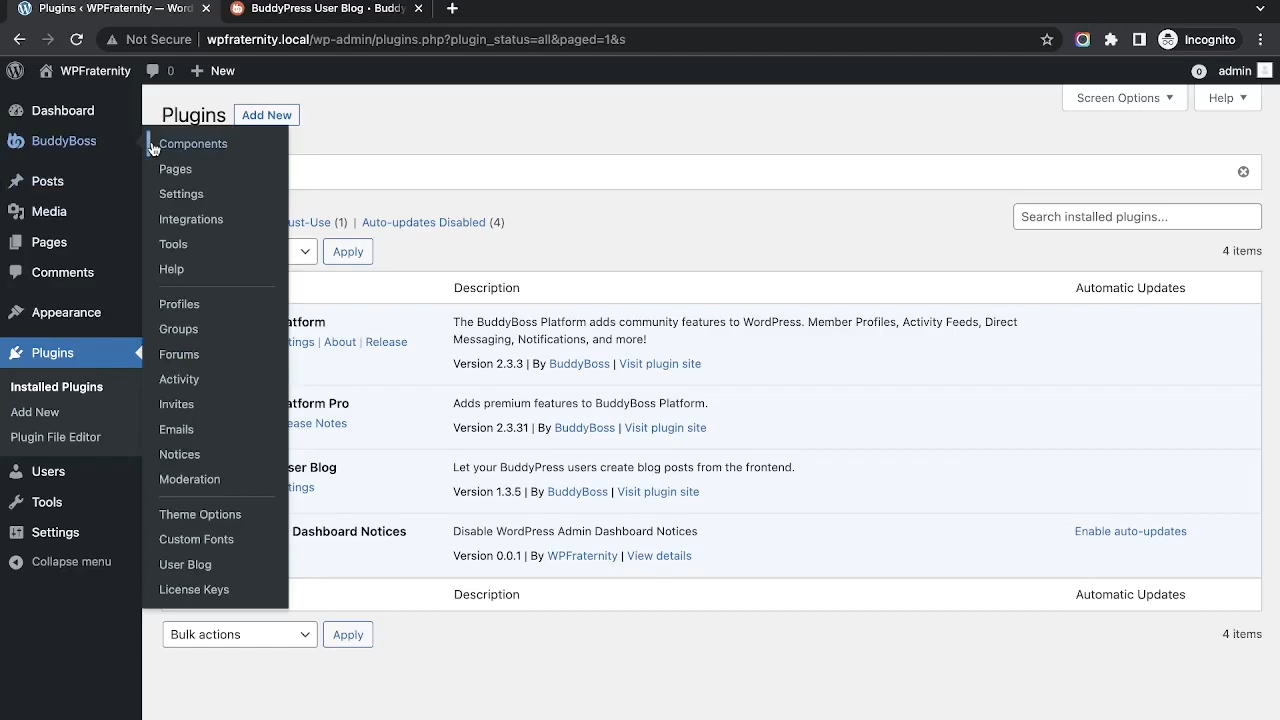 Plugins < WPFraternity — Word
BuddyPress User Blog • Buddy
Not Secure
wpfraternity.local/wp-admin/plugins.php?plugin_status=all&paged=1&s
Incognito
WPFraternity
0
New
0
admin
Dashboard
BuddyBoss
Posts
Media
Pages
Comments
Appearance
Plugins
Installed Plugins
Add New
Plugin File Editor
Users
Tools
Settings
Collapse menu
Components
Pages
Settings
Integrations
Tools
Help
Profiles
Groups
Forums
Activity
Invites
Emails
Notices
Moderation
Theme Options
Custom Fonts
User Blog
License Keys
Plugins
Add New
Screen Options
Help
ust-Use (1) | Auto-updates Disabled (4)
Search installed plugins...
Apply
4 items
Description
Automatic Updates
atform
tings | About | Release
The BuddyBoss Platform adds community features to WordPress. Member Profiles, Activity Feeds, Direct
Messaging, Notifications, and more!
Version 2.3.3 | By BuddyBoss | Visit plugin site
atform Pro
ease Notes
Adds premium features to BuddyBoss Platform.
Version 2.3.31 | By BuddyBoss | Visit plugin site
ser Blog
tings
Let your BuddyPress users create blog posts from the frontend.
Version 1.3.5 | By BuddyBoss | Visit plugin site
Dashboard Notices
Disable WordPress Admin Dashboard Notices
Version 0.0.1 | By WPFraternity | View details
Enable auto-updates
Description
Automatic Updates
Bulk actions
Apply
4 items